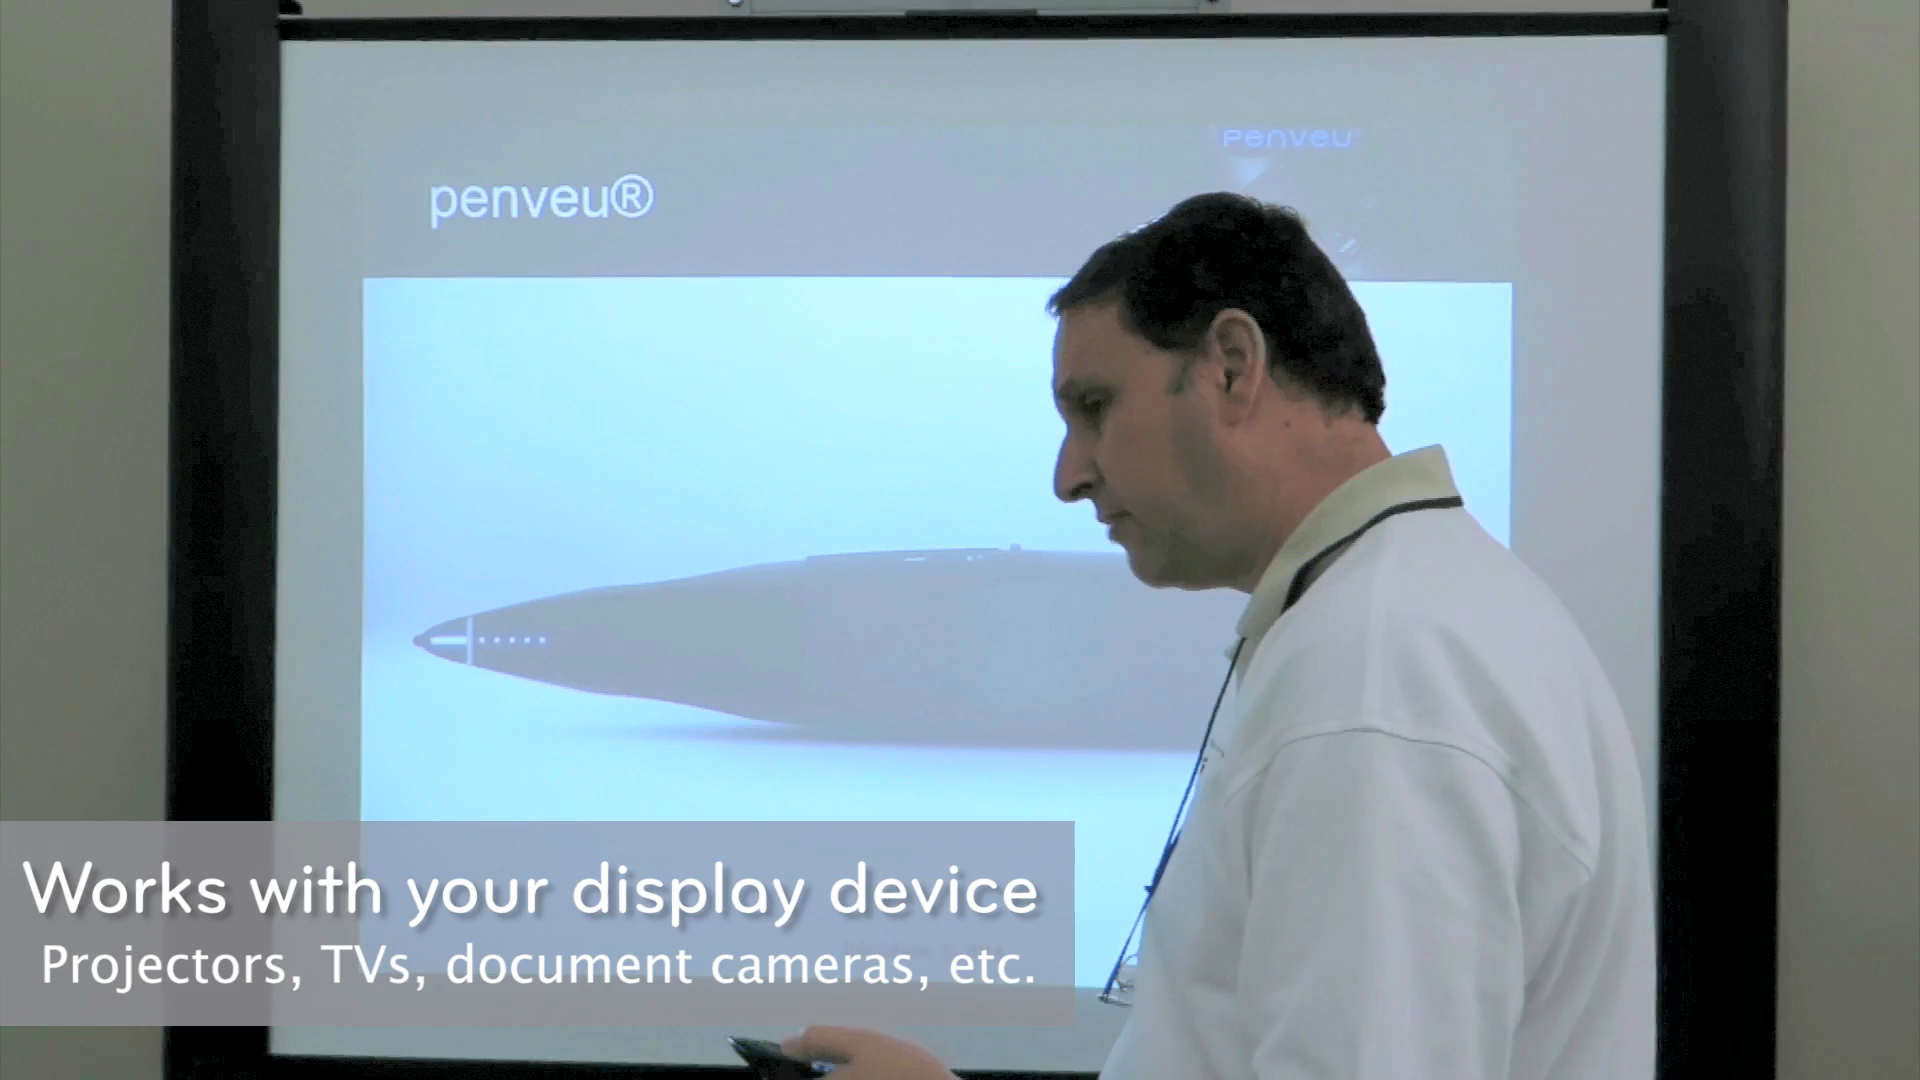 Penveu
penveu®
Works with your display device
Projectors, TVs, document cameras, etc.